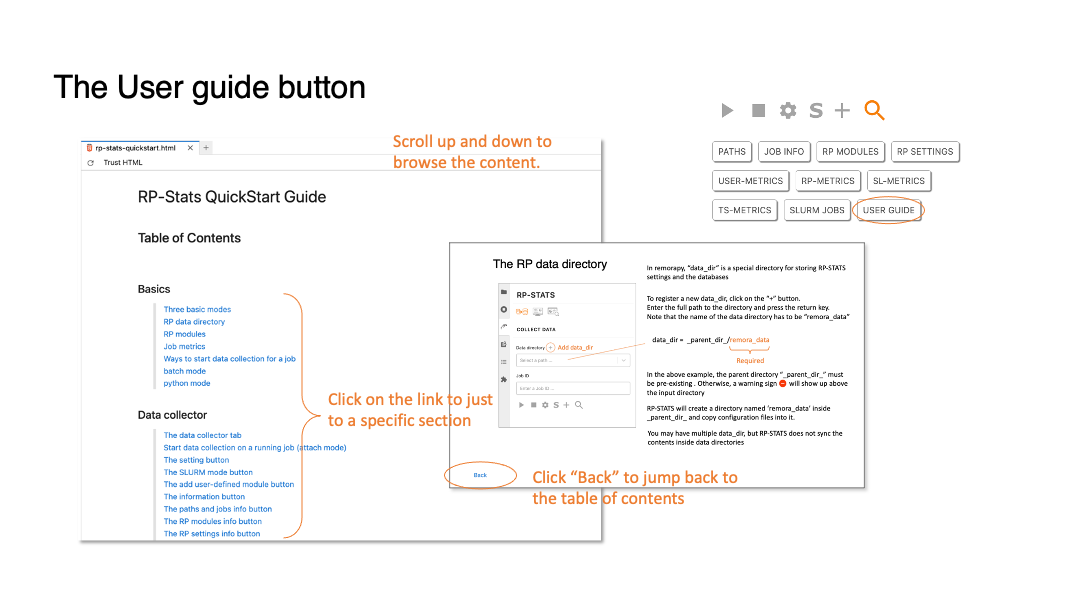 The User guide button
rp-stats-quickstart.html
Trust HTML
Scroll up and down to
browse the content.
RP-Stats QuickStart Guide
Table of Contents
Basics
Three basic modes
RP data directory
RP modules
Job metrics
Ways to start data collection for a job
batch mode
python mode
Data collector
The data collector tab
Start data collection on a running job (attach mode)
The setting button
The SLURM mode button
The add user-defined module button
The information button
The paths and jobs info button
The RP modules info button
The RP settings info button
Click on the link to just
to a specific section
S
PATHS JOB INFO RP MODULES RP SETTINGS
USER-METRICS RP-METRICS SL-METRICS
TS-METRICS SLURM JOBS USER GUIDE
The RP data directory
RP-STATS
COLLECT DATA
Data directory + Add data_dir
Select a path ...
Job ID
Enter a Job ID ...
S
In remorapy, “data_dir” is a special directory for storing RP-STATS
settings and the databases
To register a new data_dir, click on the “+” button.
Enter the full path to the directory and press the return key.
Note that the name of the data directory has to be “remora_data”
data_dir = _parent_dir_/remora_data
Required
In the above example, the parent directory “_parent_dir_” must
be pre-existing . Otherwise, a warning sign will show up above
the input directory
RP-STATS will create a directory named ‘remora_data’ inside
_parent_dir_ and copy configuration files into it.
You may have multiple data_dir, but RP-STATS does not sync the
contents inside data directories
Back
Click “Back” to jump back to
the table of contents